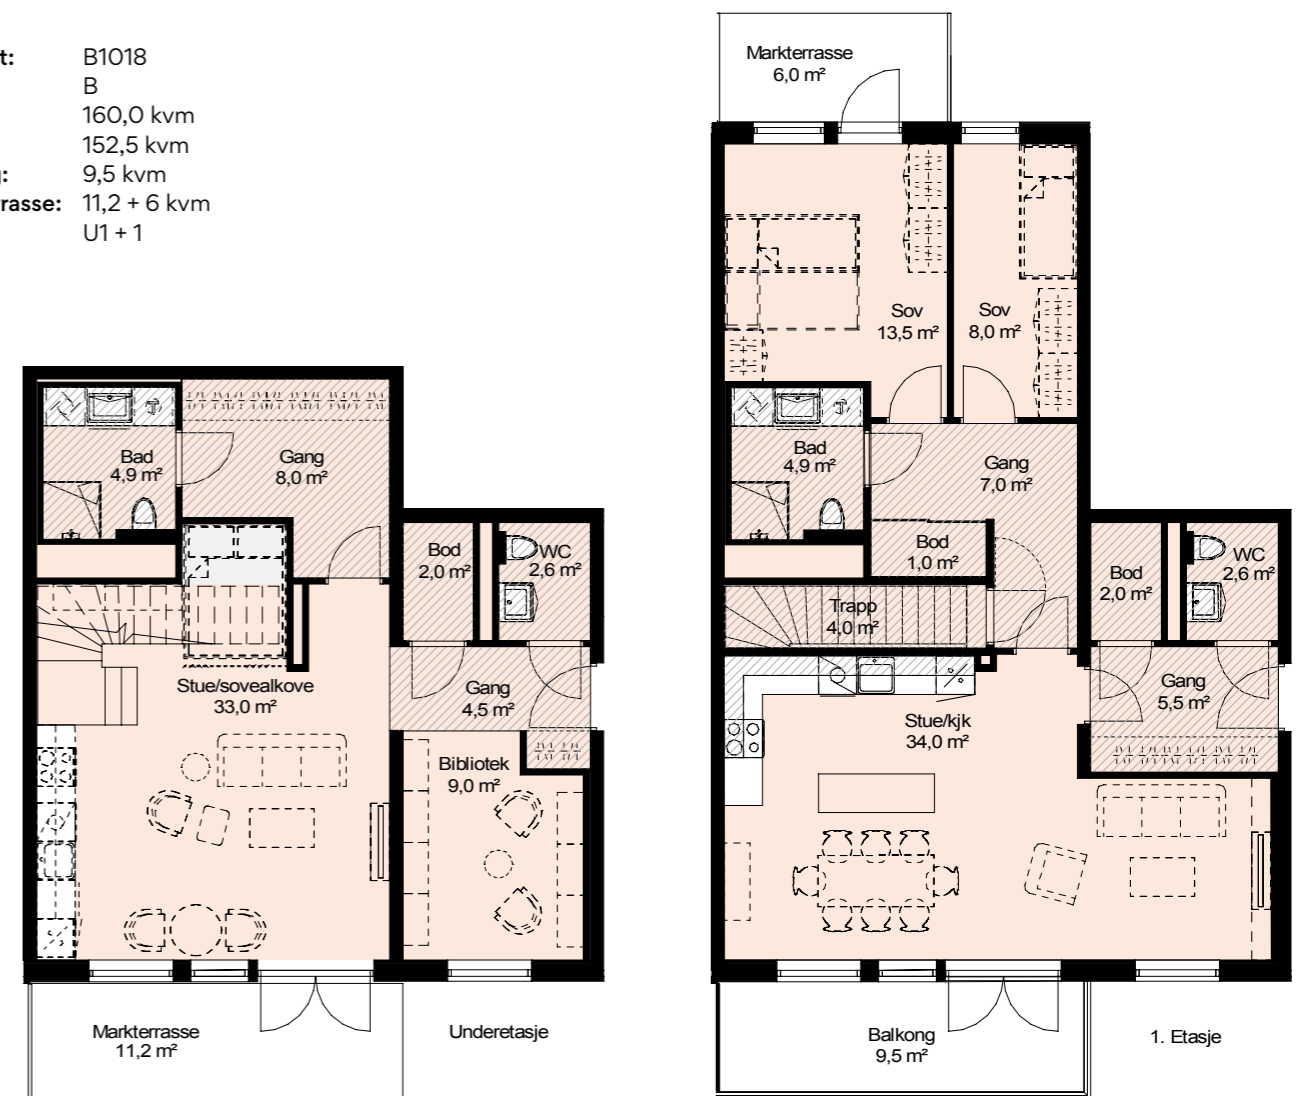 t: B1018
B
160,0 kvm
152,5 kvm
: 9,5 kvm
rasse: 11,2 + 6 kvm
U1 + 1
Bad
4,9 m²
Gang
8,0 m²
Bod
2,0 m²
WC
2,6 m²
Stue/sovealkove
33,0 m²
Gang
4,5 m²
Bibliotek
9,0 m²
Markterrasse
11,2 m²
Underetasje
Markterrasse
6,0 m²
Sov
13,5 m²
Sov
8,0 m²
Bad
4,9 m²
Gang
7,0 m²
Bod
1,0 m²
Trapp
4,0 m²
Bod
2,0 m²
WC
2,6 m²
Gang
5,5 m²
Stue/kjk
34,0 m²
Balkong
9,5 m²
1. Etasje